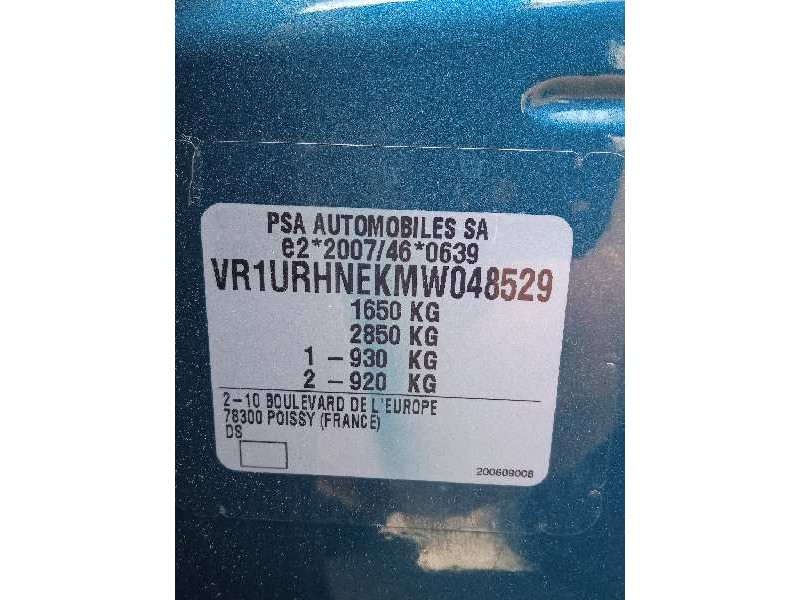 PSA AUTOMOBILES SA
e2*2007/46*0639
VR1URHNEKMW048529
1650 KG
2850 KG
1 - 930 KG
2 - 920 KG
2-10 BOULEVARD DE L'EUROPE
78300 POISSY (FRANCE)
DS
200609008